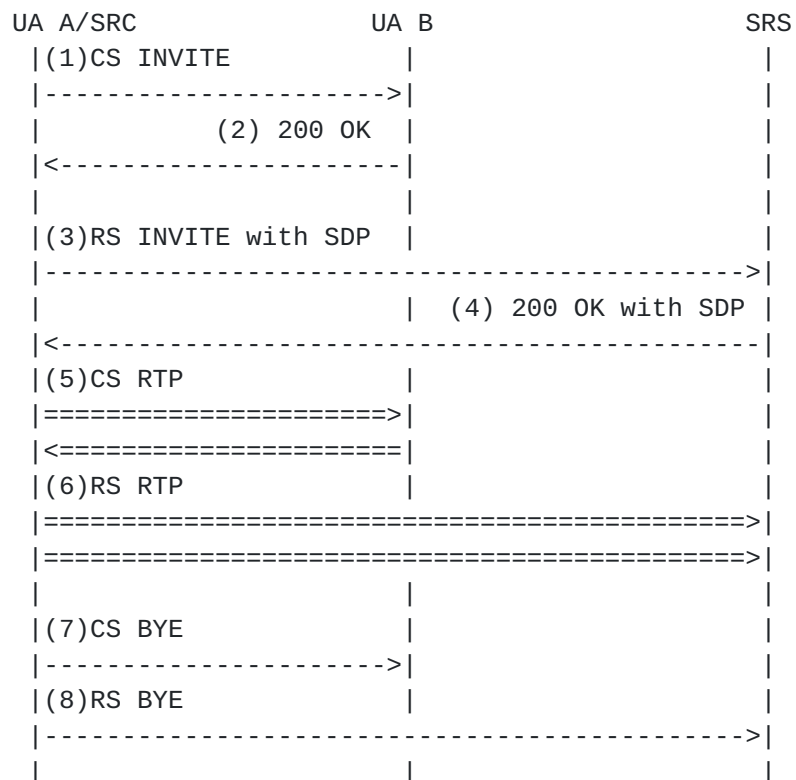 UA A/SRC                UA B                    SRS
 |(1)CS INVITE           |                      |
 |---------------------->|                      |
 |           (2) 200 OK  |                      |
 |<----------------------|                      |
 |                       |                      |
 |(3)RS INVITE with SDP  |                      |
 |--------------------------------------------->|
 |                       |  (4) 200 OK with SDP |
 |<---------------------------------------------|
 |(5)CS RTP              |                      |
 |======================>|                      |
 |<======================|                      |
 |(6)RS RTP              |                      |
 |=============================================>|
 |=============================================>|
 |                       |                      |
 |(7)CS BYE              |                      |
 |---------------------->|                      |
 |(8)RS BYE              |                      |
 |--------------------------------------------->|
 |                       |                      |